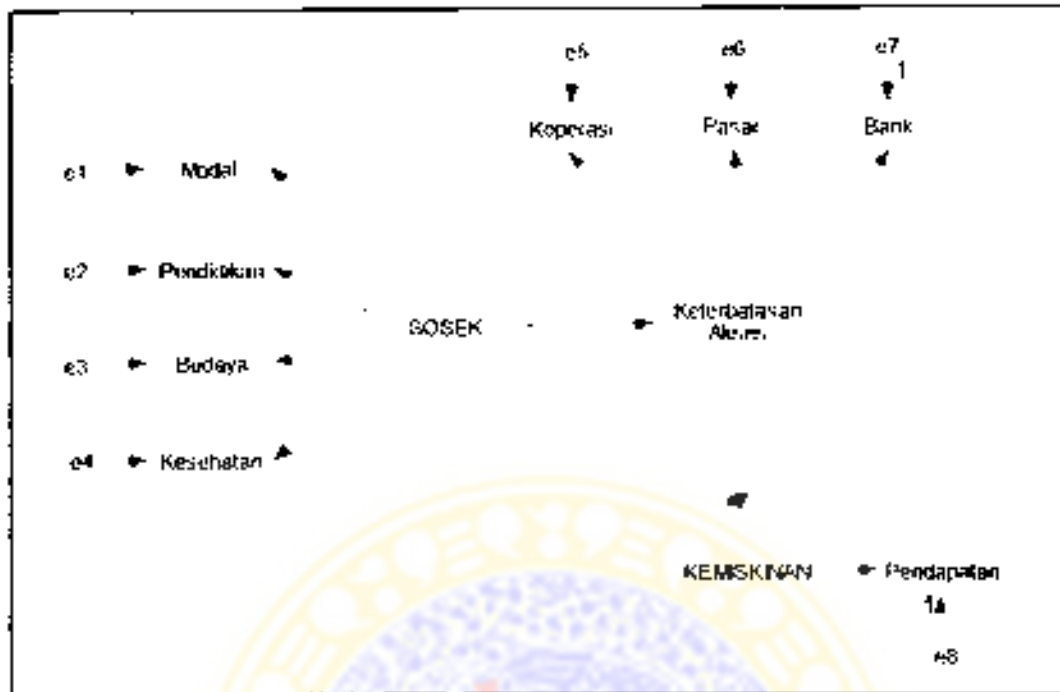 e5 e6 e7
1
Koperasi Pasar Bank
e1 Modal
e2 Pendidikan
SOSEK Keterbatasan
Akses
e3 Budaya
e4 Kesehatan
KEMISKINAN Pendapatan
1
e8